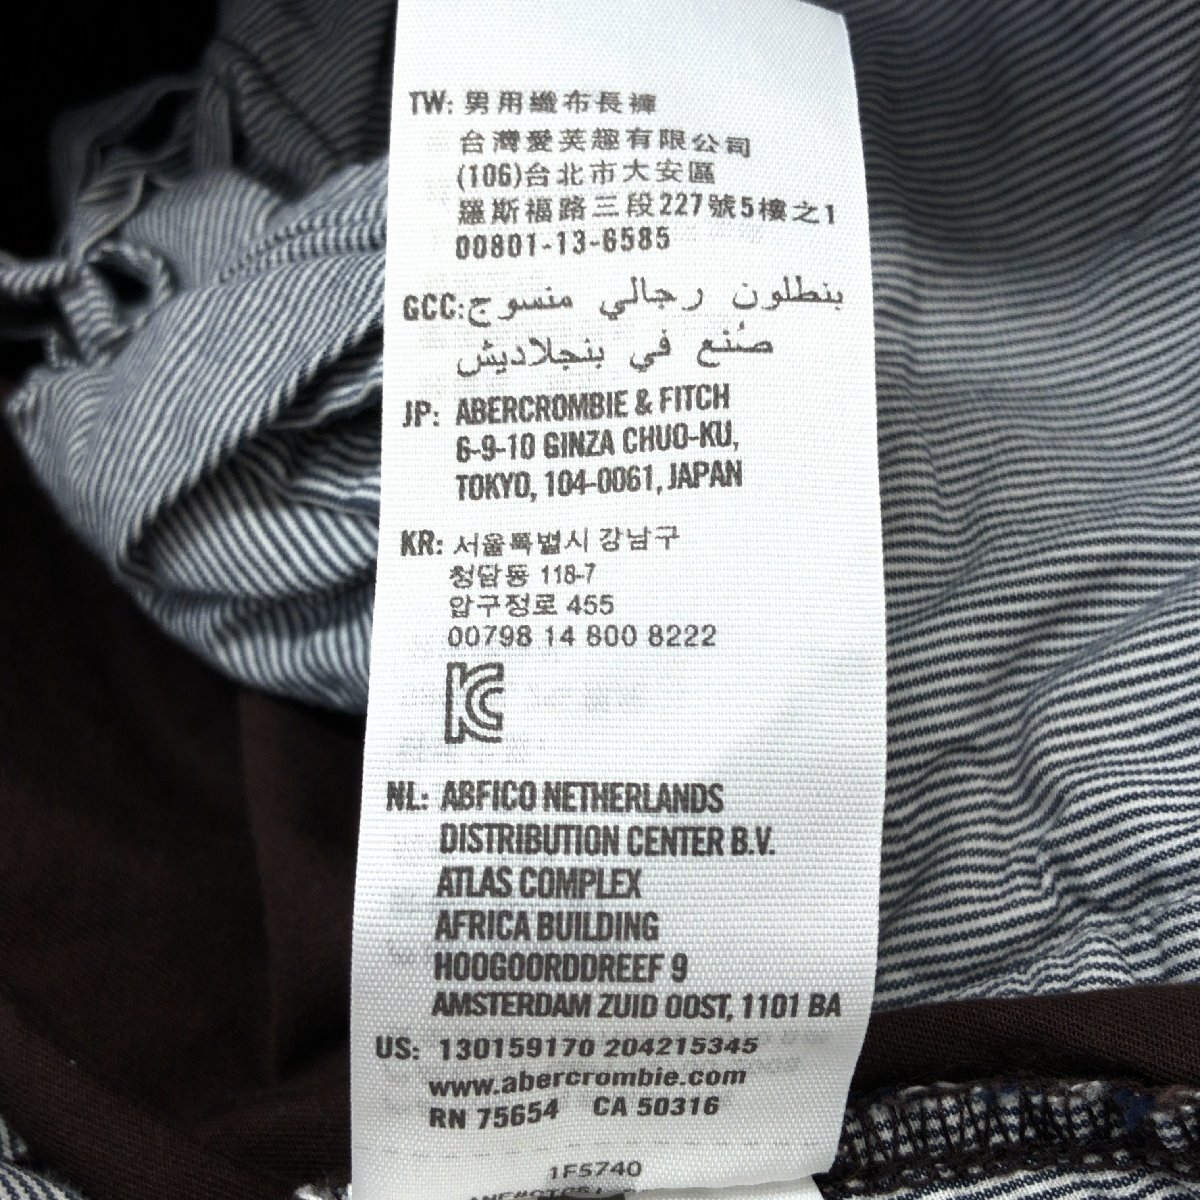 TW: 男用織布長褲
台灣愛芙趣有限公司
(106)台北市大安區
羅斯福路三段227號5樓之1
00801-13-6585
GCC: بنطلون رجالي منسوج
صُنع في بنجلاديش
JP: ABERCROMBIE & FITCH
6-9-10 GINZA CHUO-KU,
TOKYO, 104-0061, JAPAN
KR: 서울특별시 강남구
청담동 118-7
압구정로 455
00798 14 800 8222
KC
NL: ABFICO NETHERLANDS
DISTRIBUTION CENTER B.V.
ATLAS COMPLEX
AFRICA BUILDING
HOOGOORDDREEF 9
AMSTERDAM ZUID OOST, 1101 BA
US: 130159170 204215345
www.abercrombie.com
RN 75654 CA 50316
1F5740